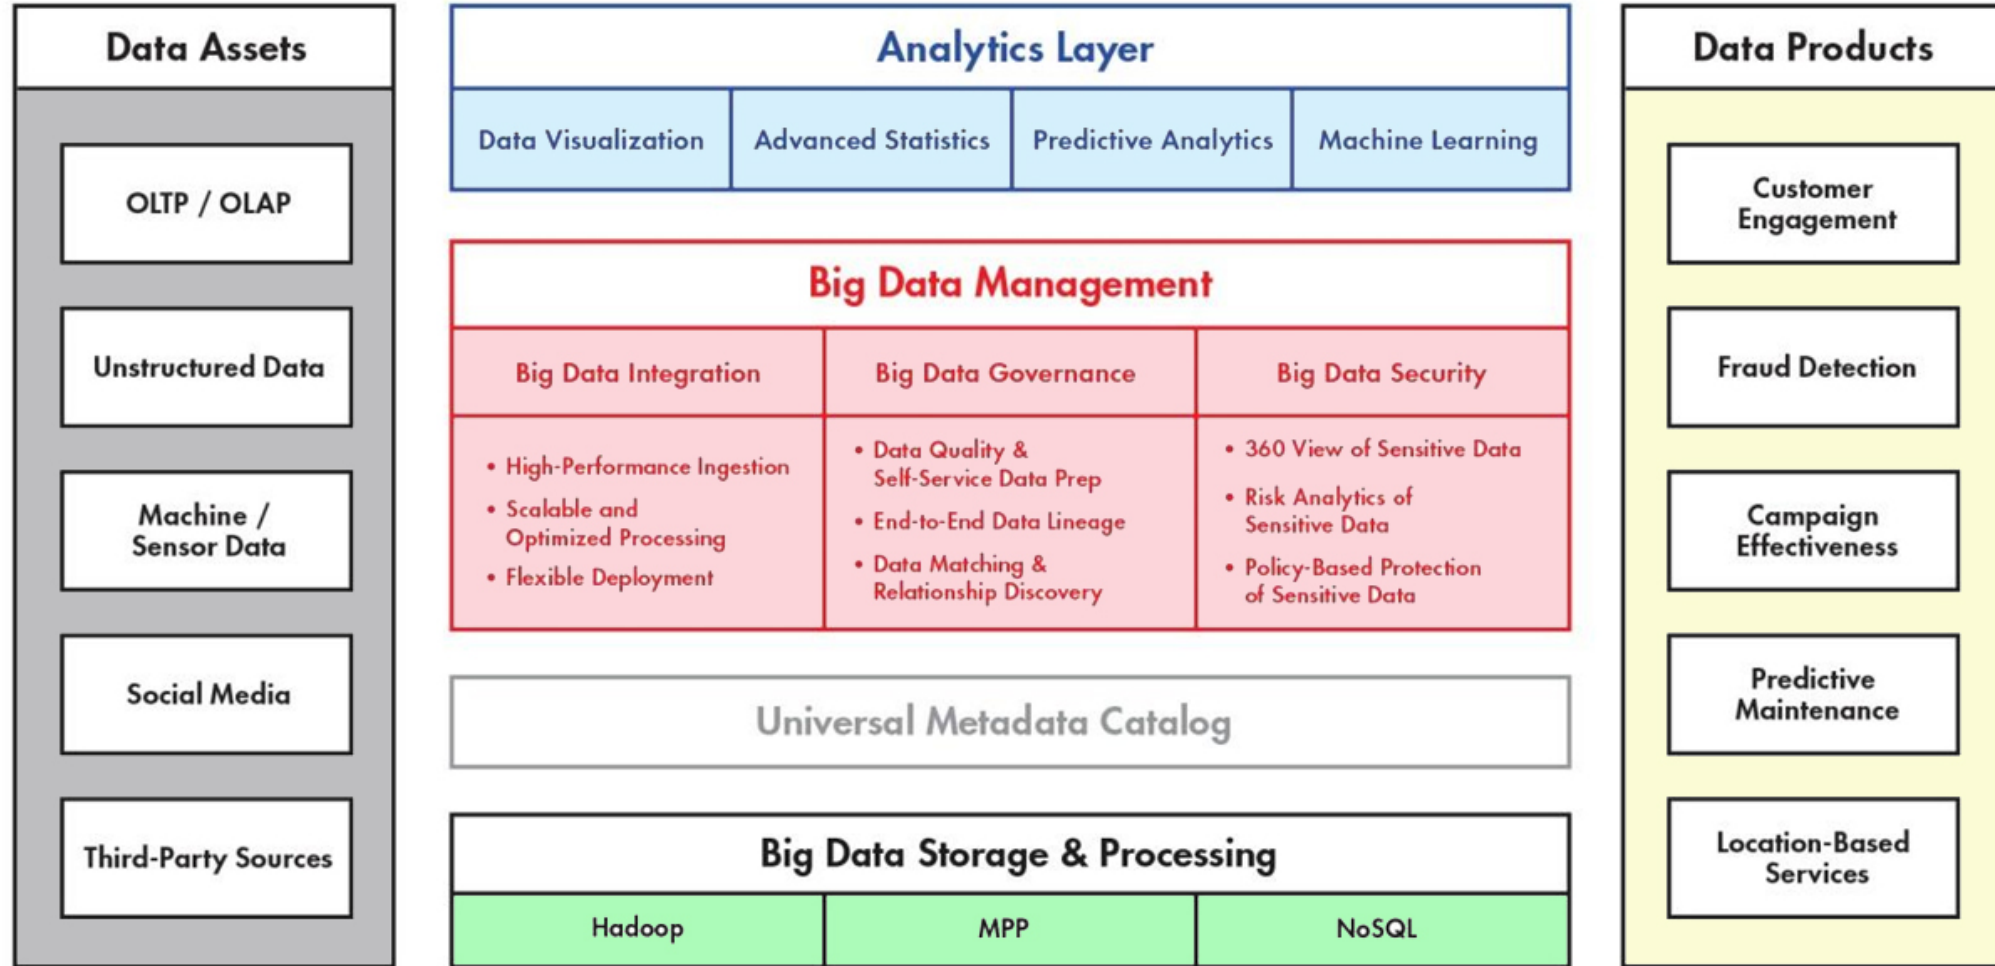 Data Assets
OLTP / OLAP
Unstructured Data
Machine /
Sensor Data
Social Media
Third-Party Sources
Analytics Layer
Data Visualization
Advanced Statistics
Predictive Analytics
Machine Learning
Big Data Management
Big Data Integration
• High-Performance Ingestion
• Scalable and
Optimized Processing
• Flexible Deployment
Big Data Governance
• Data Quality &
Self-Service Data Prep
• End-to-End Data Lineage
• Data Matching &
Relationship Discovery
Big Data Security
• 360 View of Sensitive Data
• Risk Analytics of
Sensitive Data
• Policy-Based Protection
of Sensitive Data
Universal Metadata Catalog
Big Data Storage & Processing
Hadoop
MPP
NoSQL
Data Products
Customer
Engagement
Fraud Detection
Campaign
Effectiveness
Predictive
Maintenance
Location-Based
Services